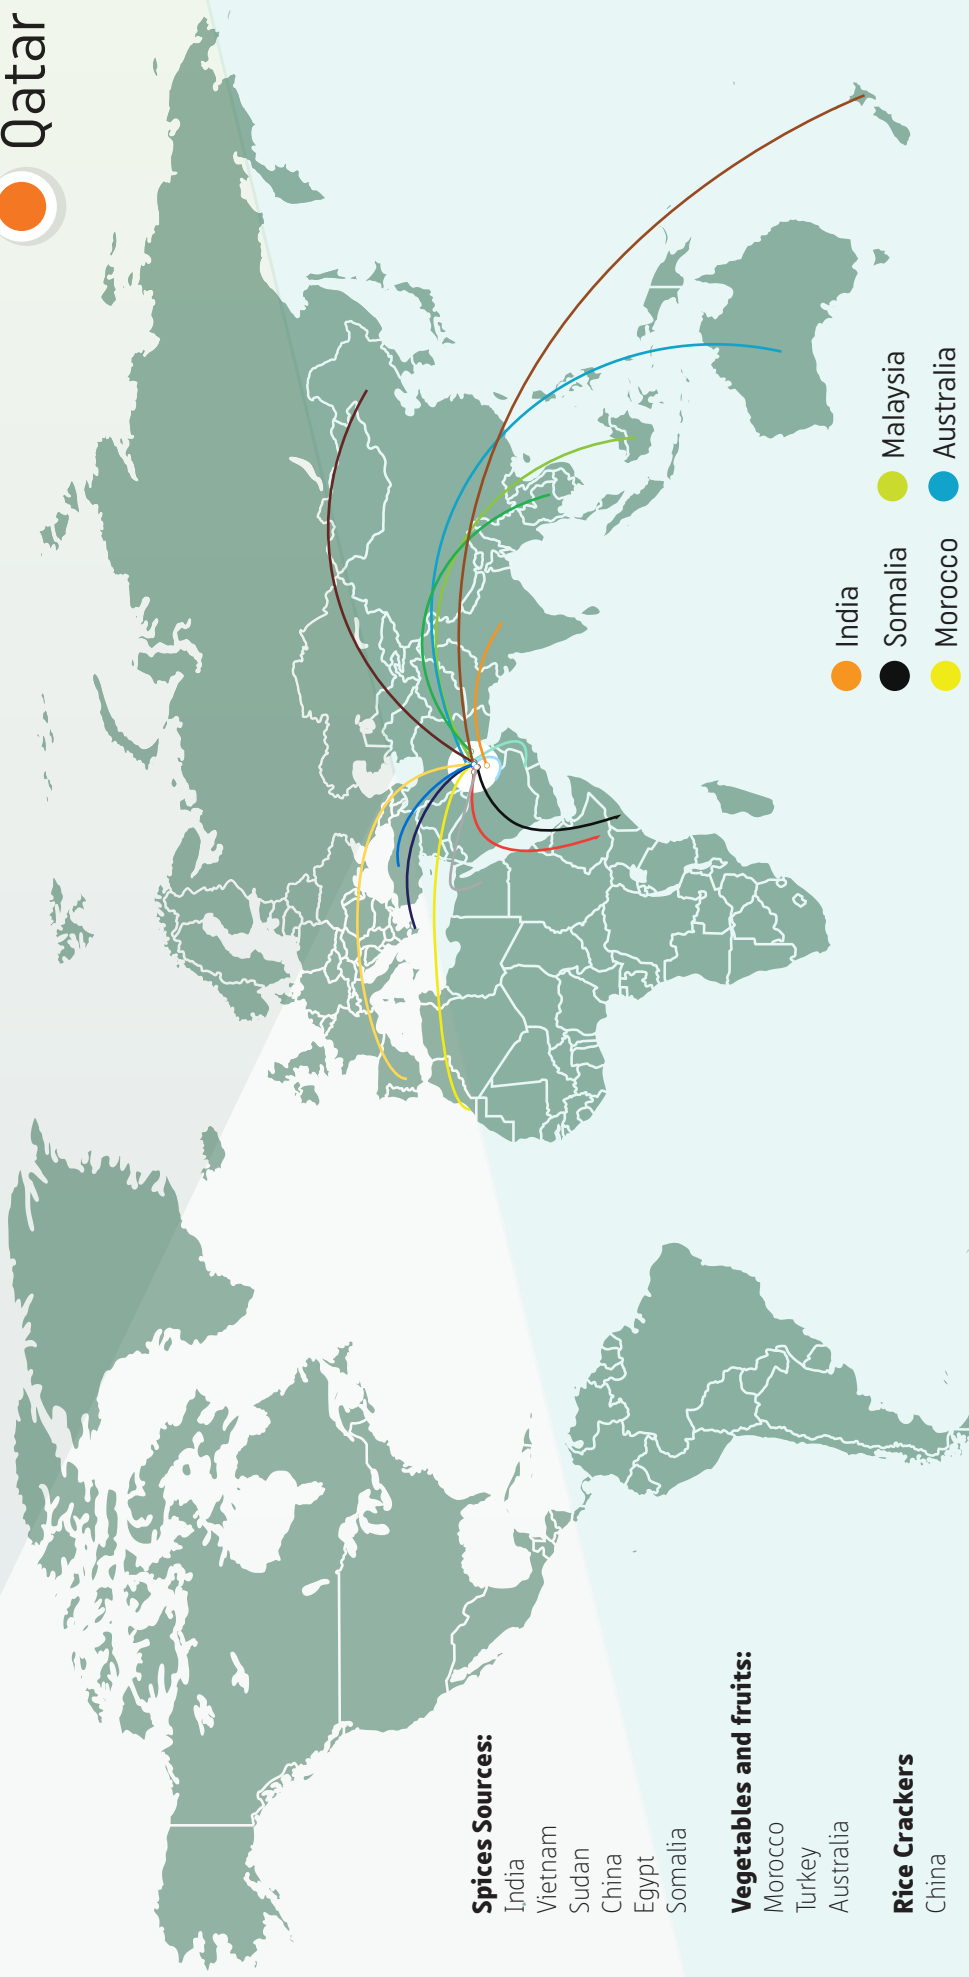 Qatar
Spices Sources:
India
Vietnam
Sudan
China
Egypt
Somalia
Vegetables and fruits:
Morocco
Turkey
Australia
Rice Crackers
China
India
Somalia
Morocco
Malaysia
Australia